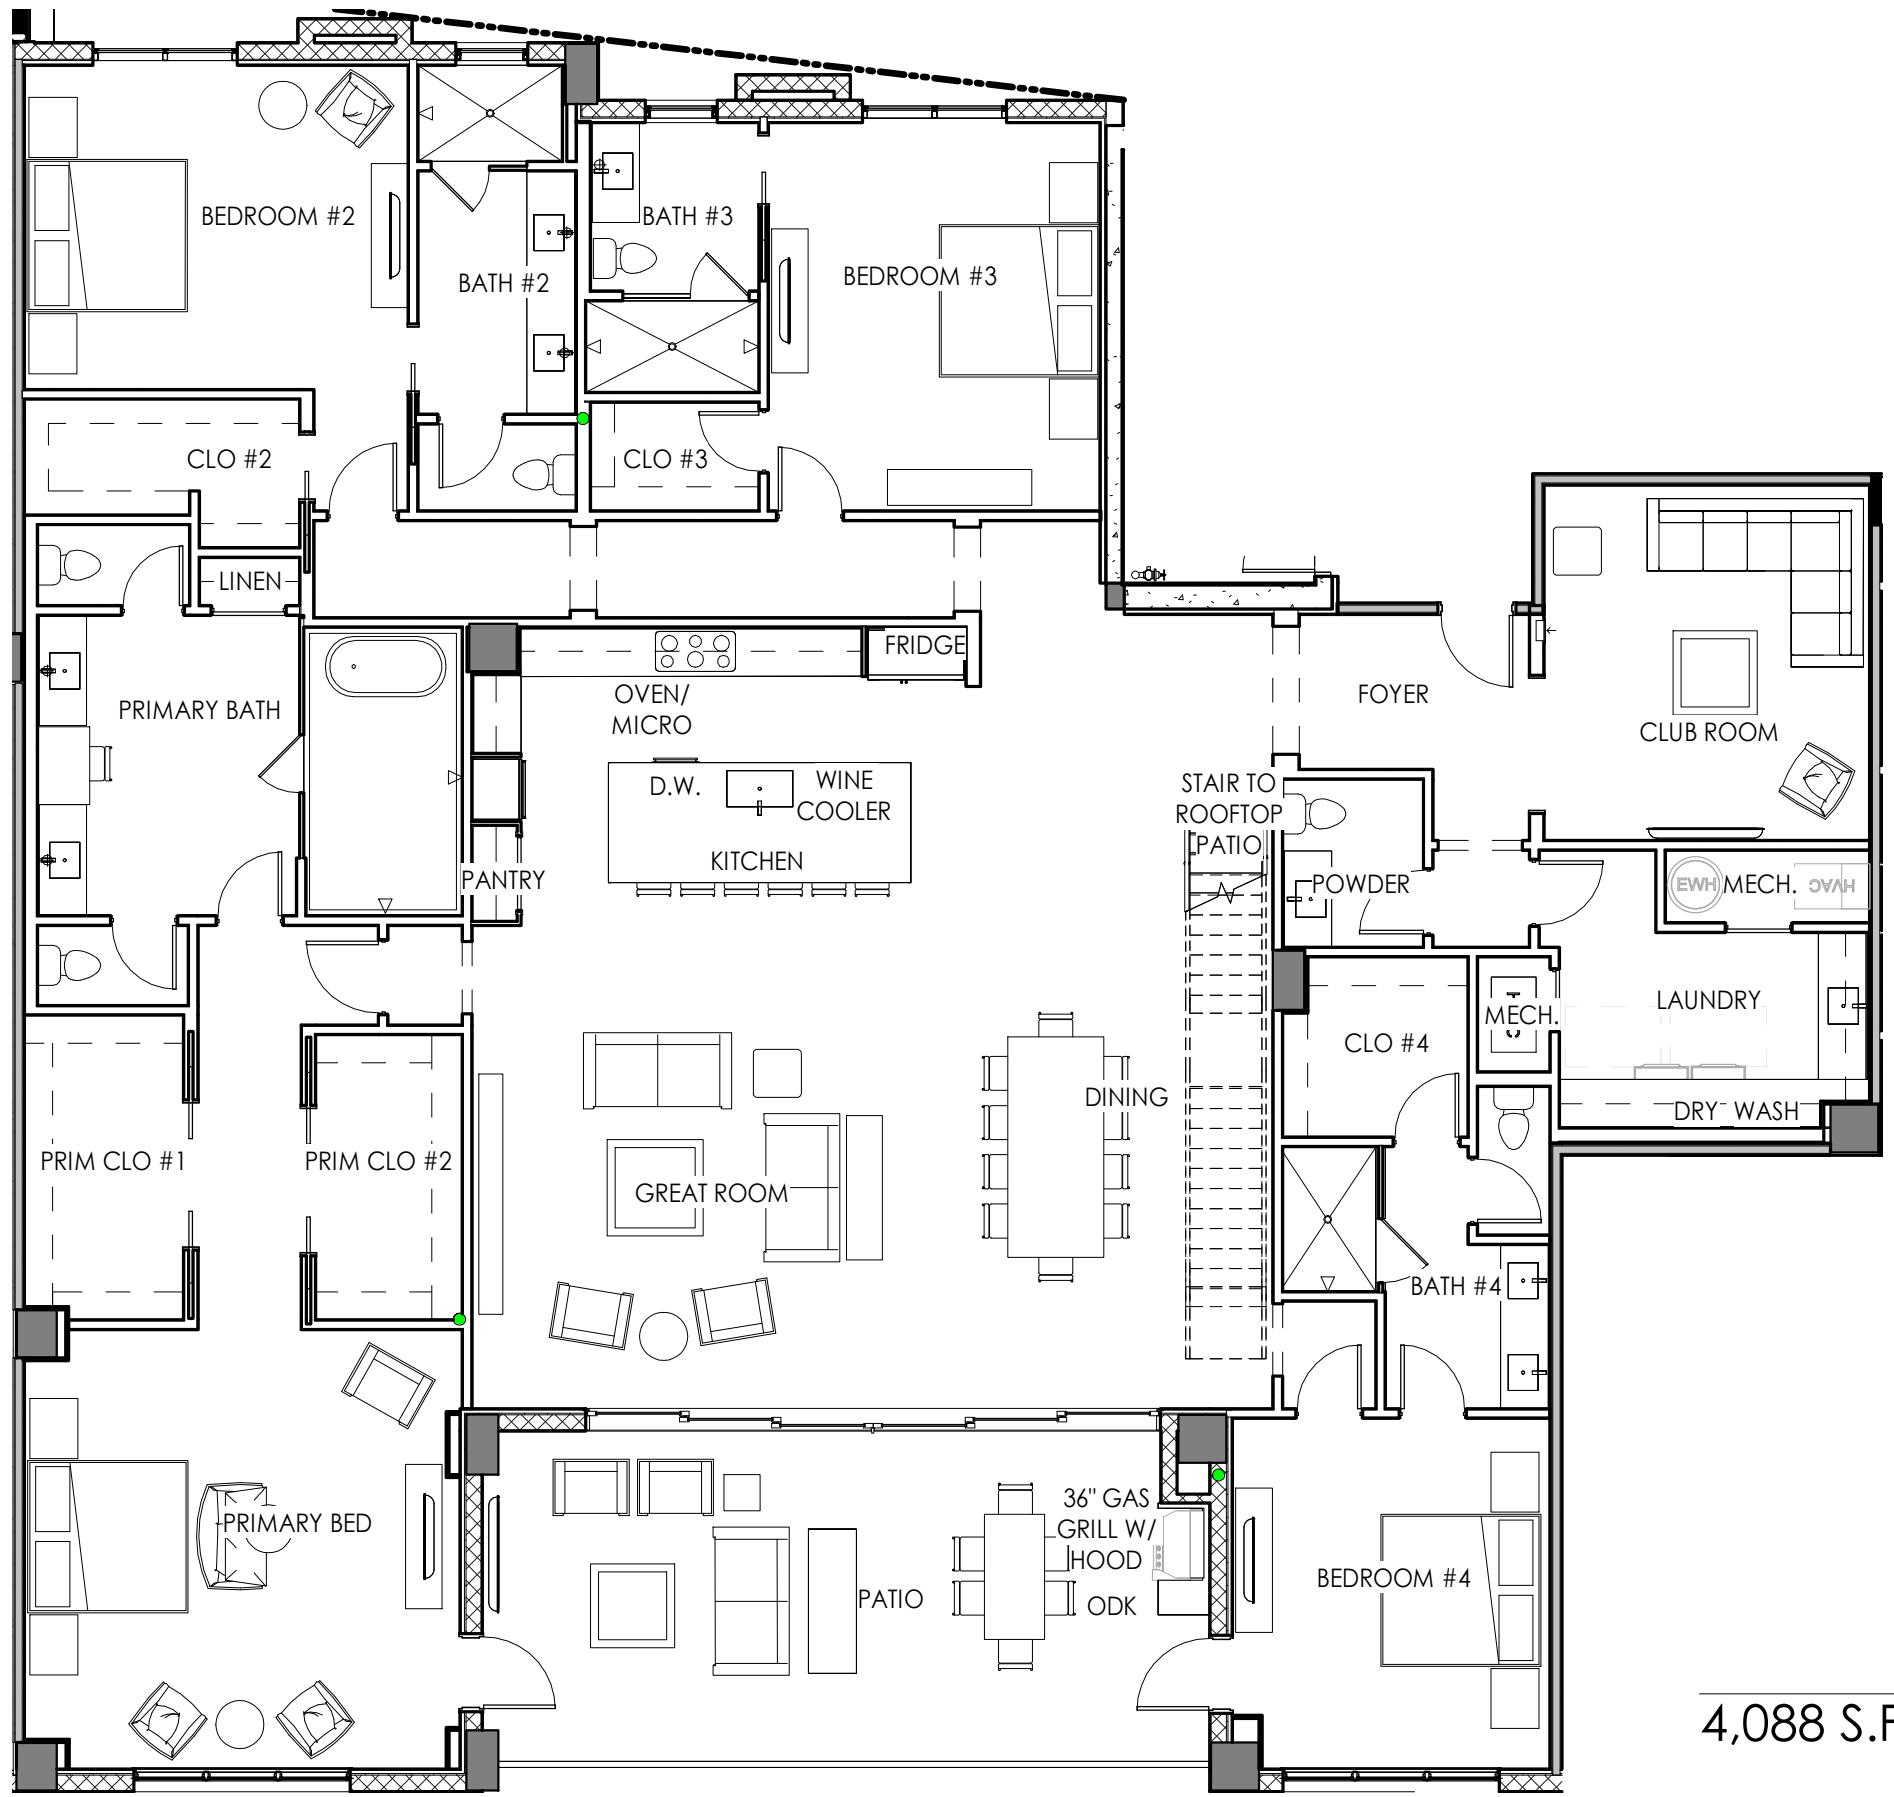 BEDROOM #2
BATH #3
BATH #2
BEDROOM #3
CLO #2
CLO #3
LINEN
FRIDGE
OVEN/
MICRO
FOYER
PRIMARY BATH
CLUB ROOM
D.W.
WINE
COOLER
STAIR TO
ROOFTOP
PATIO
KITCHEN
PANTRY
POWDER
EWH
MECH.
HVAC
LAUNDRY
MECH.
CLO #4
DINING
DRY WASH
PRIM CLO #1
PRIM CLO #2
GREAT ROOM
BATH #4
36" GAS
GRILL W/
HOOD
PRIMARY BED
PATIO
ODK
BEDROOM #4
4,088 S.F